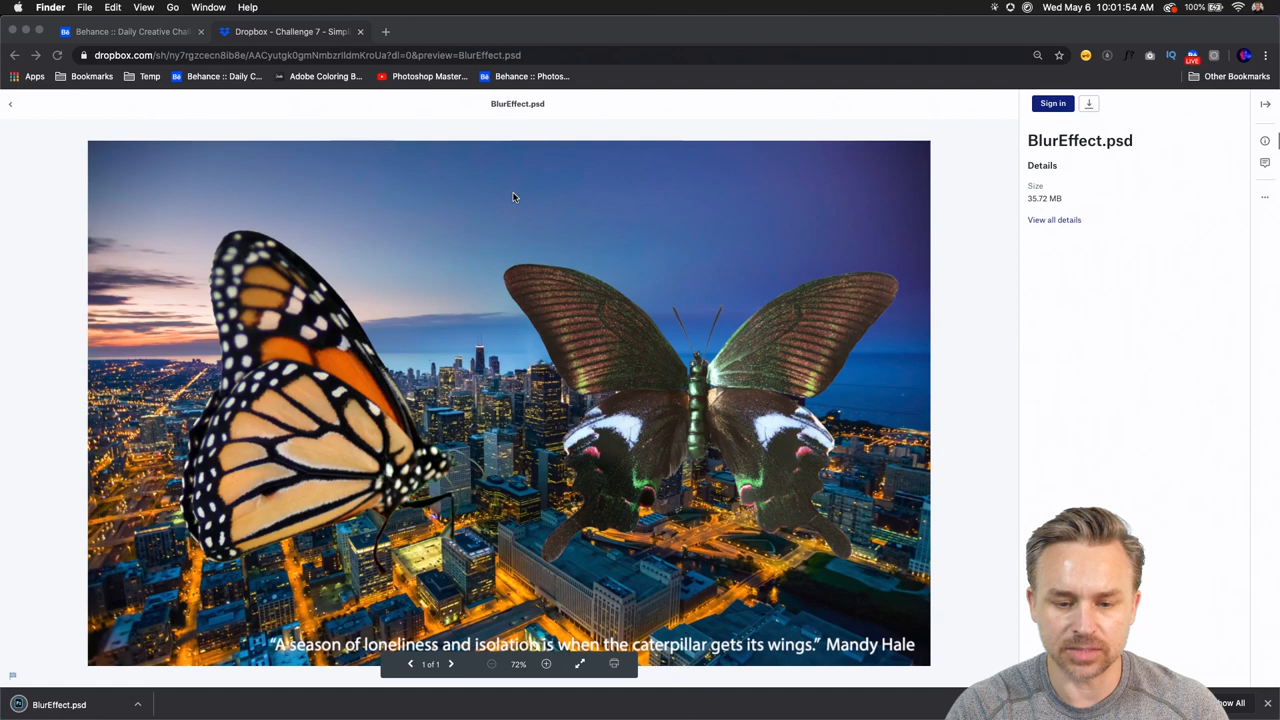 Finder File Edit View Go Window Help
100% Wed May 6 10:01:54 AM
Behance :: Daily Creative Chall
Dropbox - Challenge 7 - Simpl
dropbox.com/sh/ny7rgzcecn8ib8e/AACyutgk0gmNmbzrIldmKroUa?dl=0&preview=BlurEffect.psd
Apps Bookmarks Temp Behance :: Daily C... Adobe Coloring B... Photoshop Master... Behance :: Photos... Other Bookmarks
LIVE
BlurEffect.psd
Sign in
BlurEffect.psd
Details
Size
35.72 MB
View all details
“A season of loneliness and isolation is when the caterpillar gets its wings.” Mandy Hale
1 of 1 72%
BlurEffect.psd
ow All